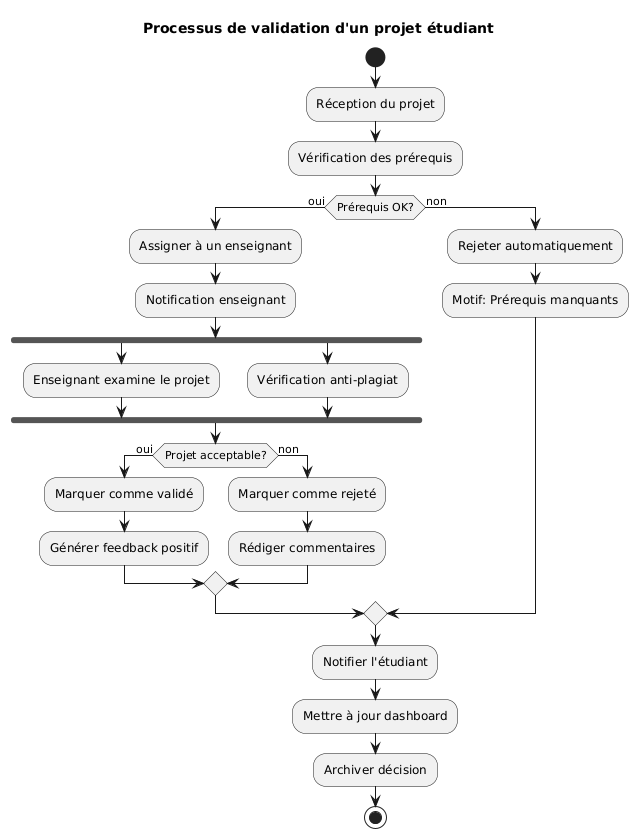 Processus de validation d'un projet étudiant
Réception du projet
Vérification des prérequis
oui
Prérequis OK?
non
Assigner à un enseignant
Rejeter automatiquement
Notification enseignant
Motif: Prérequis manquants
Enseignant examine le projet
Vérification anti-plagiat
oui
Projet acceptable?
non
Marquer comme validé
Marquer comme rejeté
Générer feedback positif
Rédiger commentaires
Notifier l'étudiant
Mettre à jour dashboard
Archiver décision